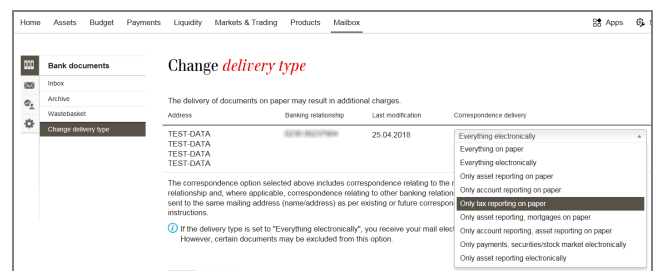 Home Assets Budget Payments Liquidity Markets & Trading Products Mailbox Apps
Bank documents
Inbox
Archive
Wastebasket
Change delivery type
Change delivery type
The delivery of documents on paper may result in additional charges.
Address Banking relationship Last modification Correspondence delivery
TEST-DATA 25.04.2018
TEST-DATA
TEST-DATA
TEST-DATA
Everything electronically
Everything on paper
Everything electronically
Only asset reporting on paper
Only account reporting on paper
Only tax reporting on paper
Only asset reporting, mortgages on paper
Only account reporting, asset reporting on paper
Only payments, securities/stock market electronically
Only asset reporting electronically
The correspondence option selected above includes correspondence relating to the
relationship and, where applicable, correspondence relating to other banking
sent to the same mailing address (name/address) as per existing or future
instructions.
If the delivery type is set to "Everything electronically", you receive your mail
However, certain documents may be excluded from this option.